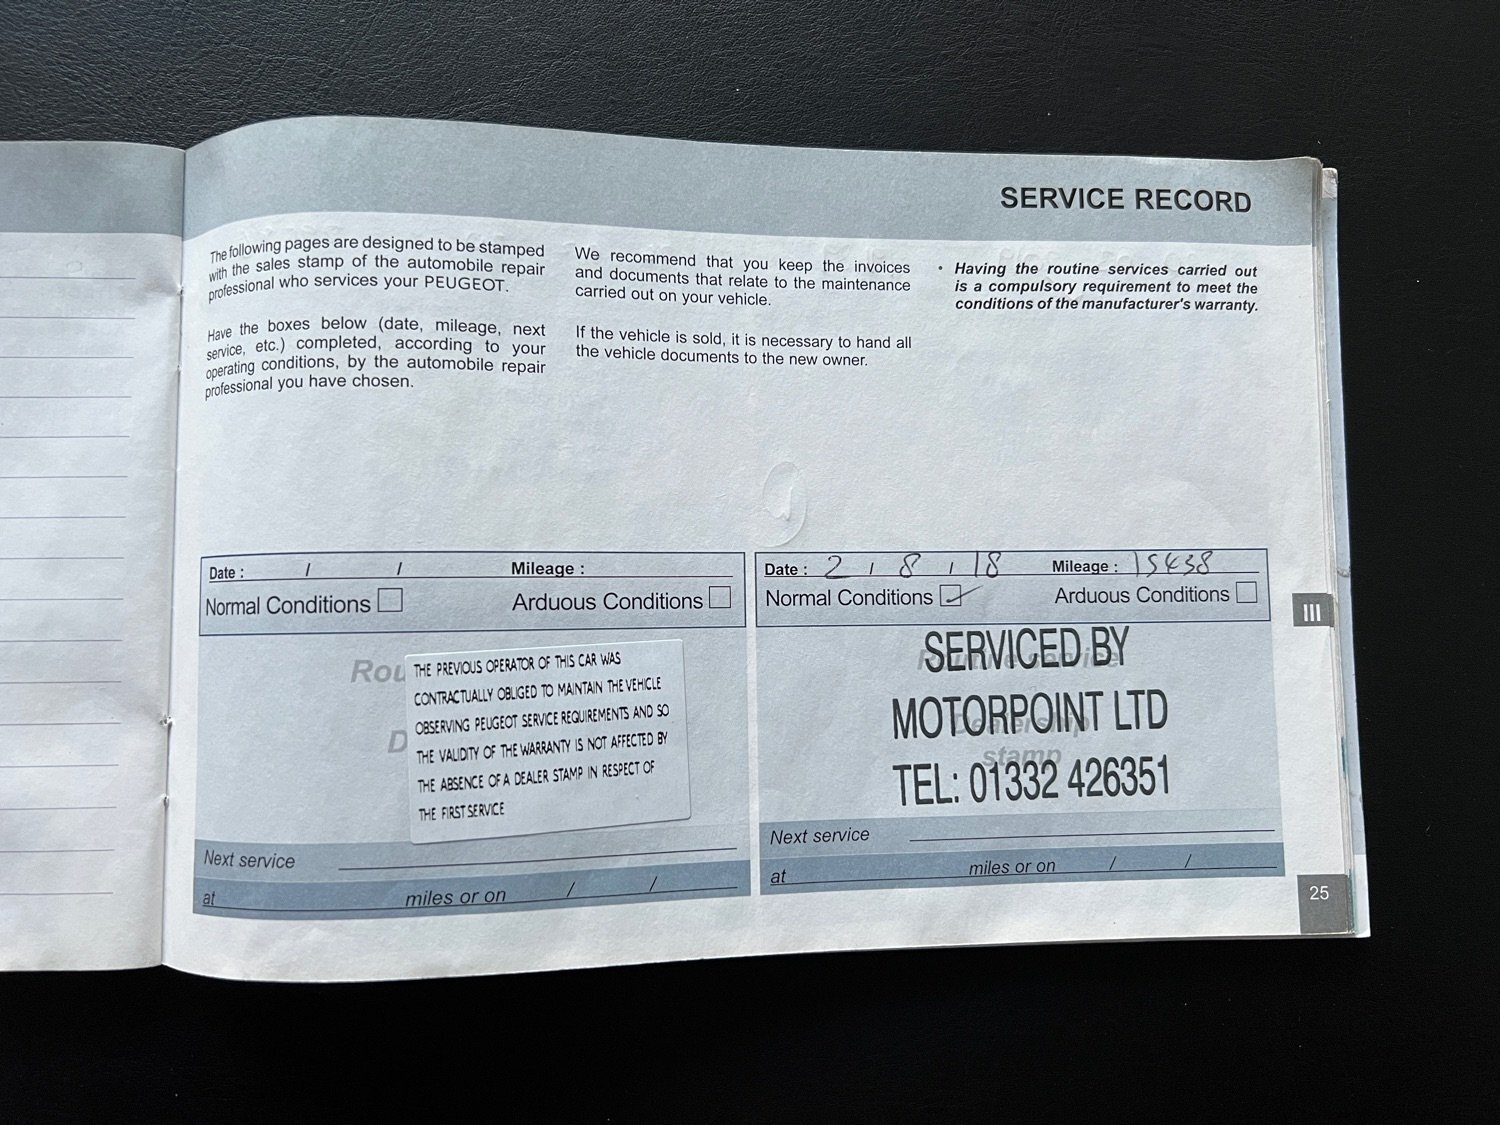 SERVICE RECORD
The following pages are designed to be stamped
with the sales stamp of the automobile repair
professional who services your PEUGEOT.
Have the boxes below (date, mileage, next
service, etc.) completed, according to your
operating conditions, by the automobile repair
professional you have chosen.
We recommend that you keep the invoices
and documents that relate to the maintenance
carried out on your vehicle.
If the vehicle is sold, it is necessary to hand all
the vehicle documents to the new owner.
• Having the routine services carried out
is a compulsory requirement to meet the
conditions of the manufacturer's warranty.
Date : / / Mileage :
Normal Conditions Arduous Conditions
THE PREVIOUS OPERATOR OF THIS CAR WAS
CONTRACTUALLY OBLIGED TO MAINTAIN THE VEHICLE
OBSERVING PEUGEOT SERVICE REQUIREMENTS AND SO
THE VALIDITY OF THE WARRANTY IS NOT AFFECTED BY
THE ABSENCE OF A DEALER STAMP IN RESPECT OF
THE FIRST SERVICE
Next service
at miles or on / /
Date : 2 / 8 / 18 Mileage : 15438
Normal Conditions Arduous Conditions
Routine service
Dealership
stamp
SERVICED BY
MOTORPOINT LTD
TEL: 01332 426351
Next service
at miles or on / /
III
25